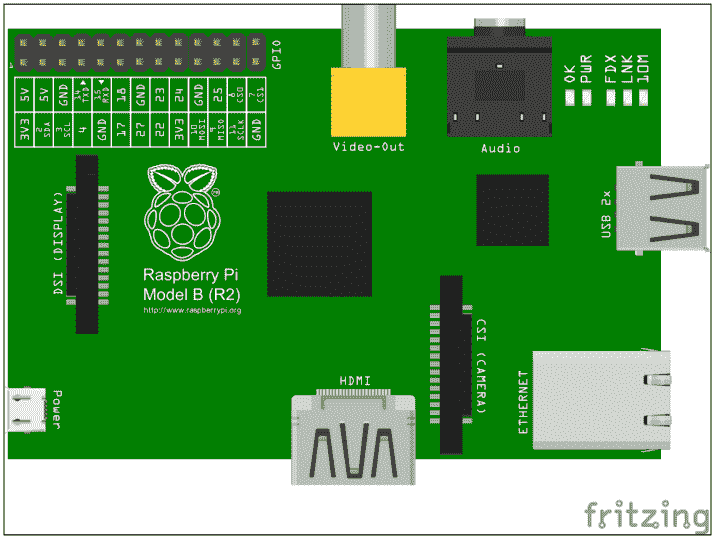 GPIO
5V 5V GND 14 TXD 15 RXD 18 GND 23 24 GND 25 8 CS0 7 CS1
3V3 2 SDA 3 SCL 4 GND 17 27 22 3V3 10 MOSI 9 MISO 11 SCLK GND
Video-Out
Audio
OK
PWR
FDX
LNK
10M
USB 2x
DSI (DISPLAY)
TM
Raspberry Pi
Model B (R2)
http://www.raspberrypi.org
CSI (CAMERA)
Power
HDMI
ETHERNET
fritzing